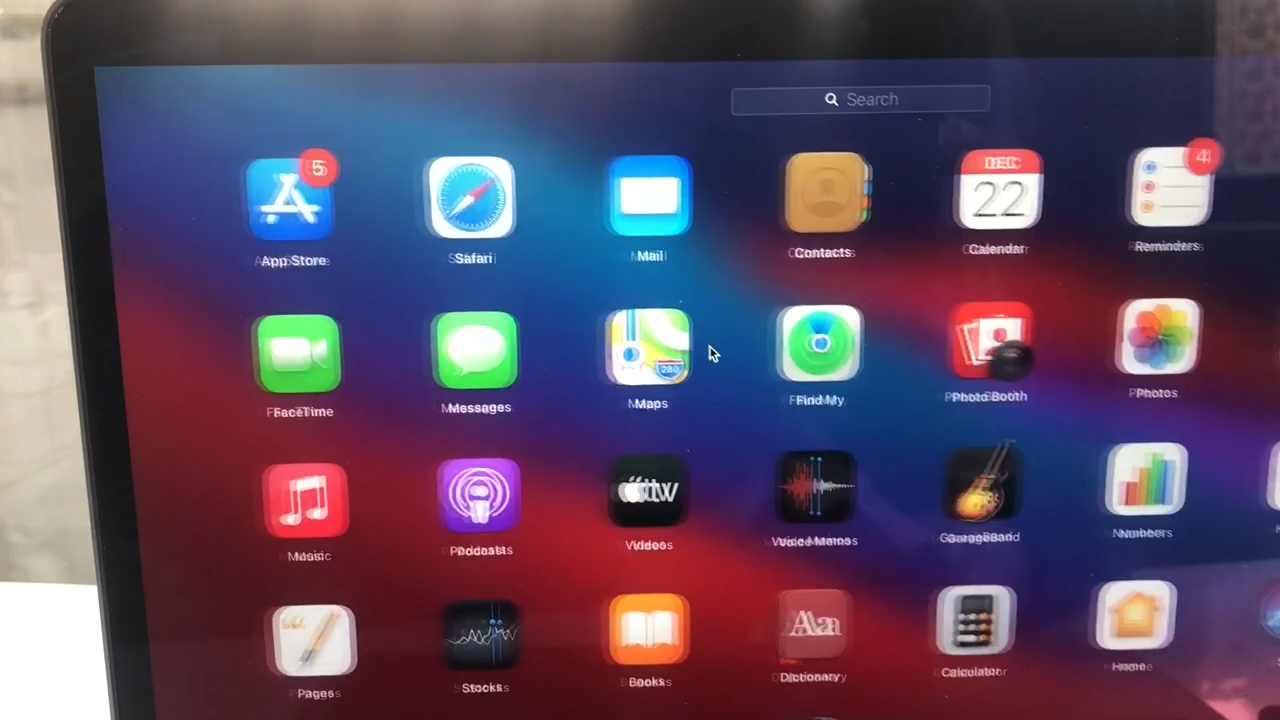 Search
5
4
DEC
22
App Store
Safari
Mail
Contacts
Calendar
Reminders
280
FaceTime
Messages
Maps
Find My
Photo Booth
Photos
tv
Music
Podcasts
Videos
Voice Memos
GarageBand
Numbers
Aa
Pages
Stocks
Books
Dictionary
Calculator
Home